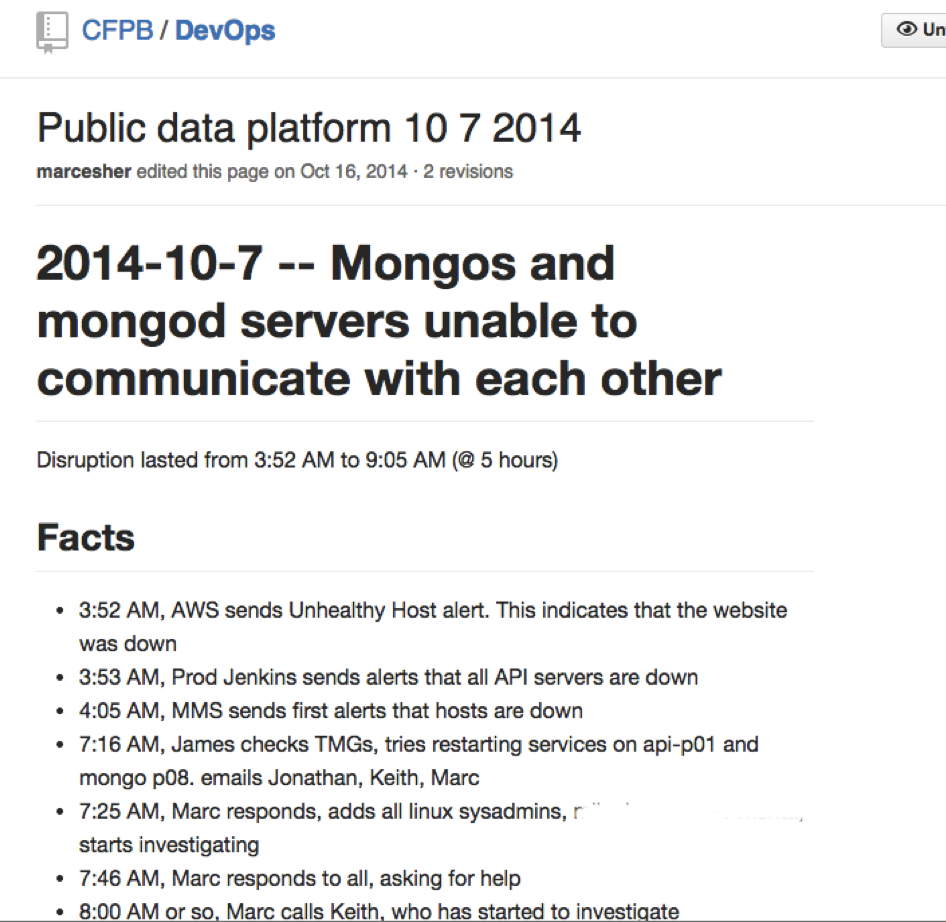 CFPB / DevOps
Un
Public data platform 10 7 2014
marcesher edited this page on Oct 16, 2014 · 2 revisions
2014-10-7 -- Mongos and
mongod servers unable to
communicate with each other
Disruption lasted from 3:52 AM to 9:05 AM (@ 5 hours)
Facts
• 3:52 AM, AWS sends Unhealthy Host alert. This indicates that the website
was down
• 3:53 AM, Prod Jenkins sends alerts that all API servers are down
• 4:05 AM, MMS sends first alerts that hosts are down
• 7:16 AM, James checks TMGs, tries restarting services on api-p01 and
mongo p08. emails Jonathan, Keith, Marc
• 7:25 AM, Marc responds, adds all linux sysadmins,
starts investigating
• 7:46 AM, Marc responds to all, asking for help
• 8:00 AM or so, Marc calls Keith, who has started to investigate